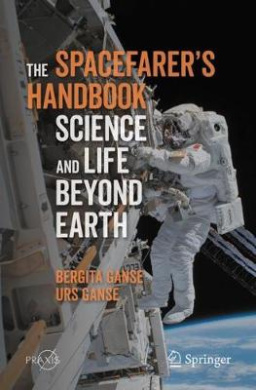 THE SPACEFARER'S
HANDBOOK
SCIENCE
AND LIFE
BEYOND
EARTH
BERGITA GANSE
URS GANSE
PRAXIS
Springer